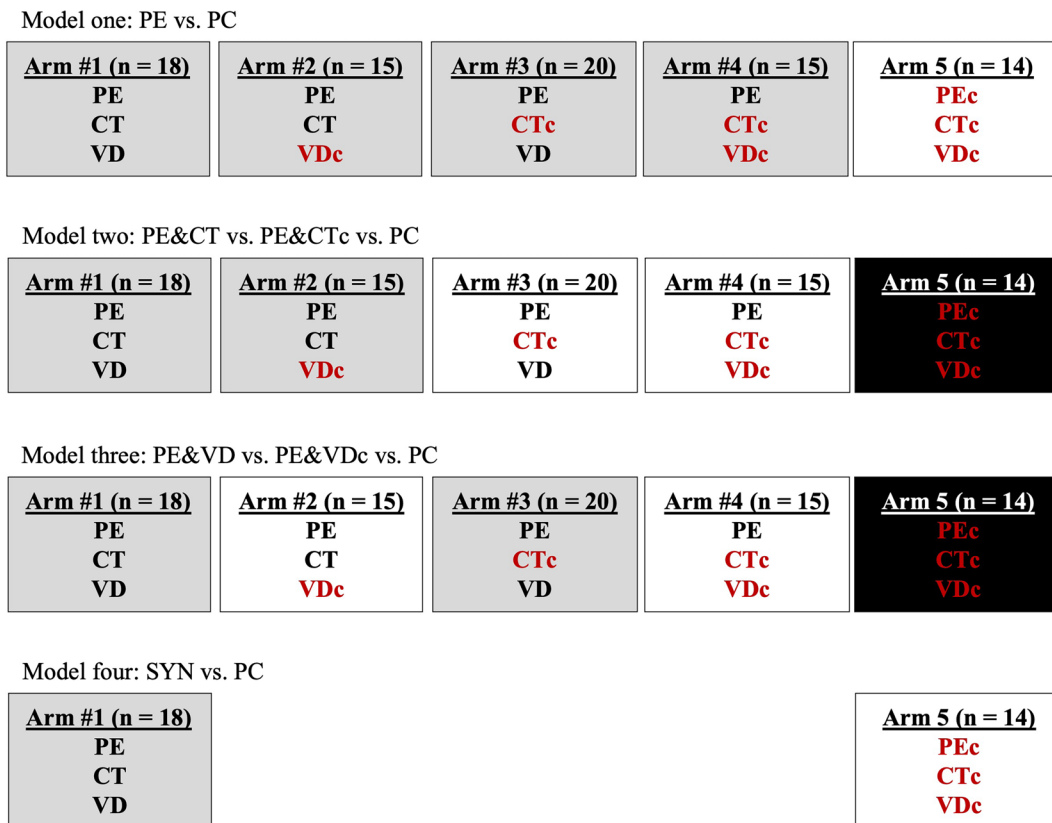 Model one: PE vs. PC
Arm #1 (n = 18)
PE
CT
VD
Arm #2 (n = 15)
PE
CT
VDc
Arm #3 (n = 20)
PE
CTc
VD
Arm #4 (n = 15)
PE
CTc
VDc
Arm 5 (n = 14)
PEc
CTc
VDc
Model two: PE&CT vs. PE&CTc vs. PC
Arm #1 (n = 18)
PE
CT
VD
Arm #2 (n = 15)
PE
CT
VDc
Arm #3 (n = 20)
PE
CTc
VD
Arm #4 (n = 15)
PE
CTc
VDc
Arm 5 (n = 14)
PEc
CTc
VDc
Model three: PE&VD vs. PE&VDc vs. PC
Arm #1 (n = 18)
PE
CT
VD
Arm #2 (n = 15)
PE
CT
VDc
Arm #3 (n = 20)
PE
CTc
VD
Arm #4 (n = 15)
PE
CTc
VDc
Arm 5 (n = 14)
PEc
CTc
VDc
Model four: SYN vs. PC
Arm #1 (n = 18)
PE
CT
VD
Arm 5 (n = 14)
PEc
CTc
VDc